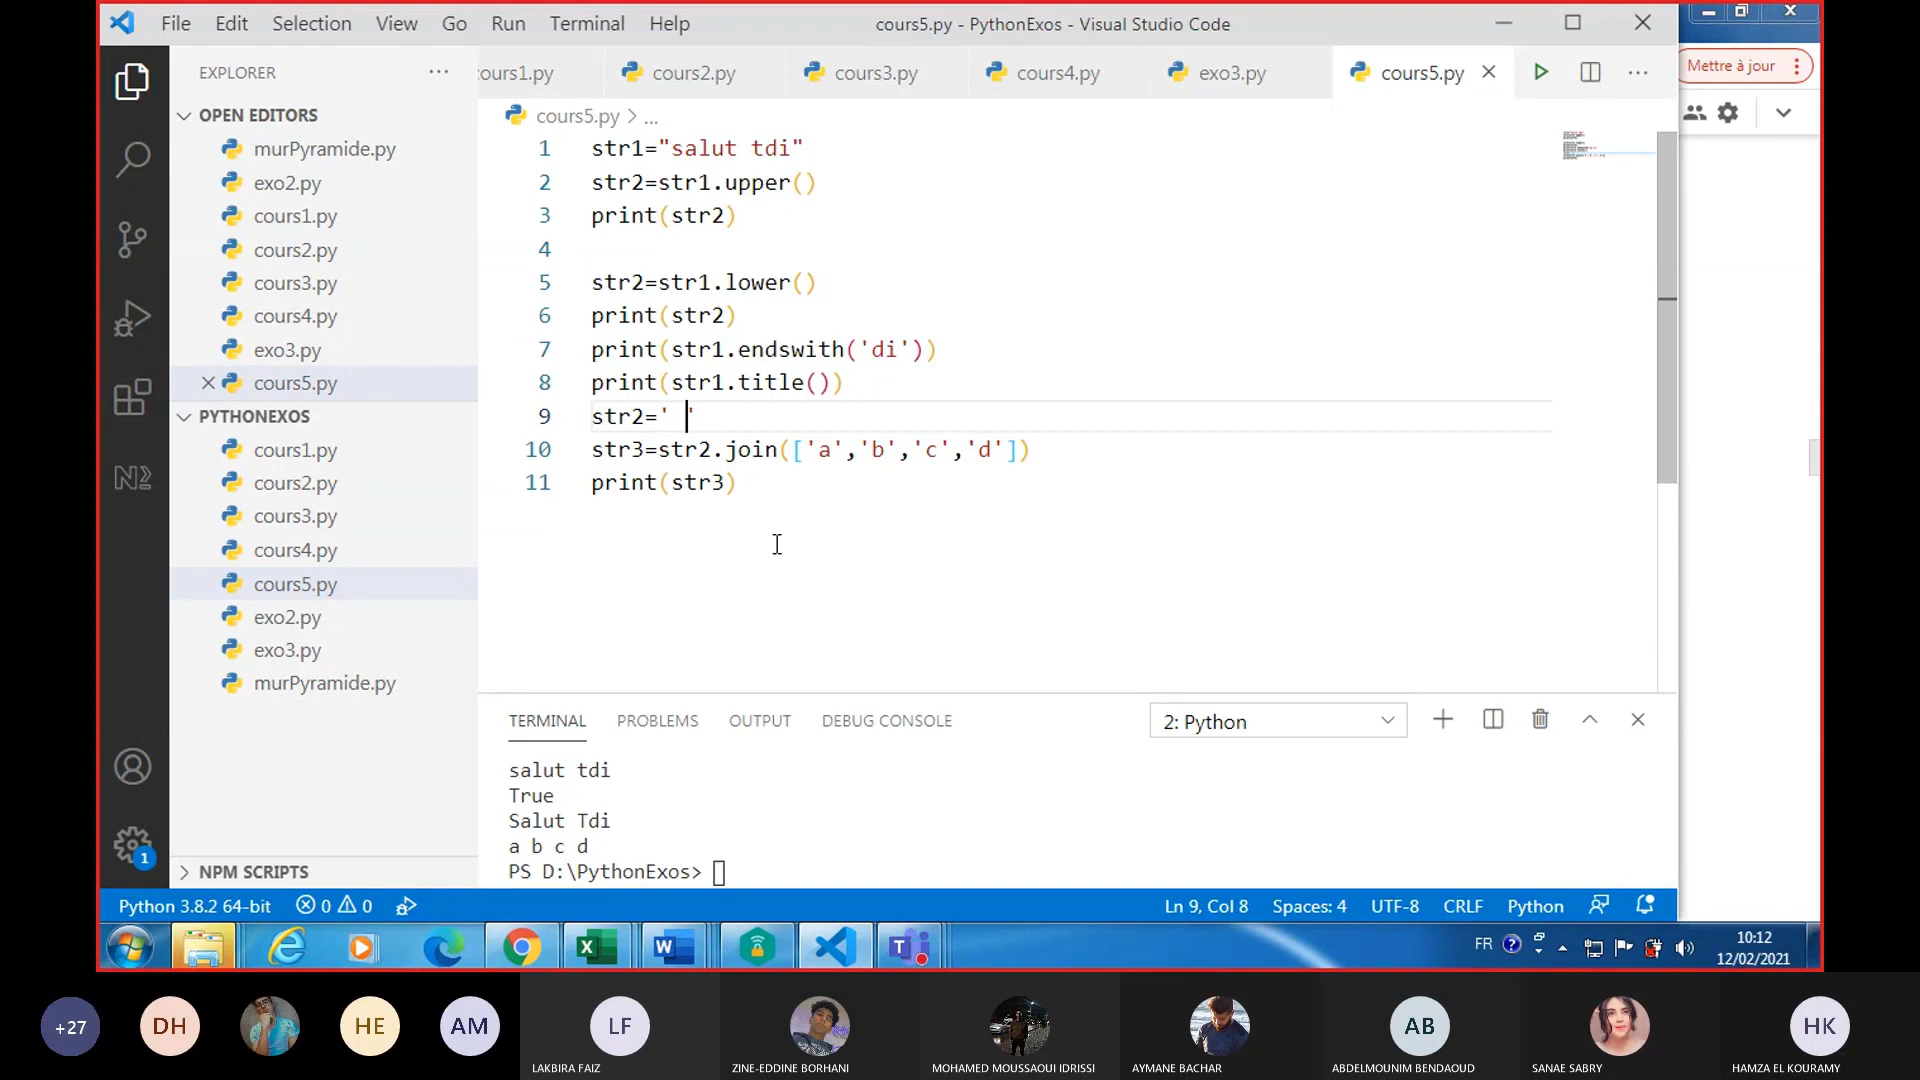 File Edit Selection View Go Run Terminal Help
cours5.py - PythonExos - Visual Studio Code
Mettre à jour
EXPLORER
OPEN EDITORS
murPyramide.py
exo2.py
cours1.py
cours2.py
cours3.py
cours4.py
exo3.py
cours5.py
PYTHONEXOS
cours1.py
cours2.py
cours3.py
cours4.py
cours5.py
exo2.py
exo3.py
murPyramide.py
NPM SCRIPTS
ours1.py cours2.py cours3.py cours4.py exo3.py cours5.py
cours5.py > ...
1 str1="salut tdi"
2 str2=str1.upper()
3 print(str2)
4
5 str2=str1.lower()
6 print(str2)
7 print(str1.endswith('di'))
8 print(str1.title())
9 str2=' '
10 str3=str2.join(['a','b','c','d'])
11 print(str3)
TERMINAL PROBLEMS OUTPUT DEBUG CONSOLE
2: Python
salut tdi
True
Salut Tdi
a b c d
PS D:\PythonExos>
1
Python 3.8.2 64-bit 0 0
Ln 9, Col 8 Spaces: 4 UTF-8 CRLF Python
FR
10:12
12/02/2021
+27 DH HE AM LF AB HK
LAKBIRA FAIZ ZINE-EDDINE BORHANI MOHAMED MOUSSAOUI IDRISSI AYMANE BACHAR ABDELMOUNIM BENDAOUD SANAE SABRY HAMZA EL KOURAMY